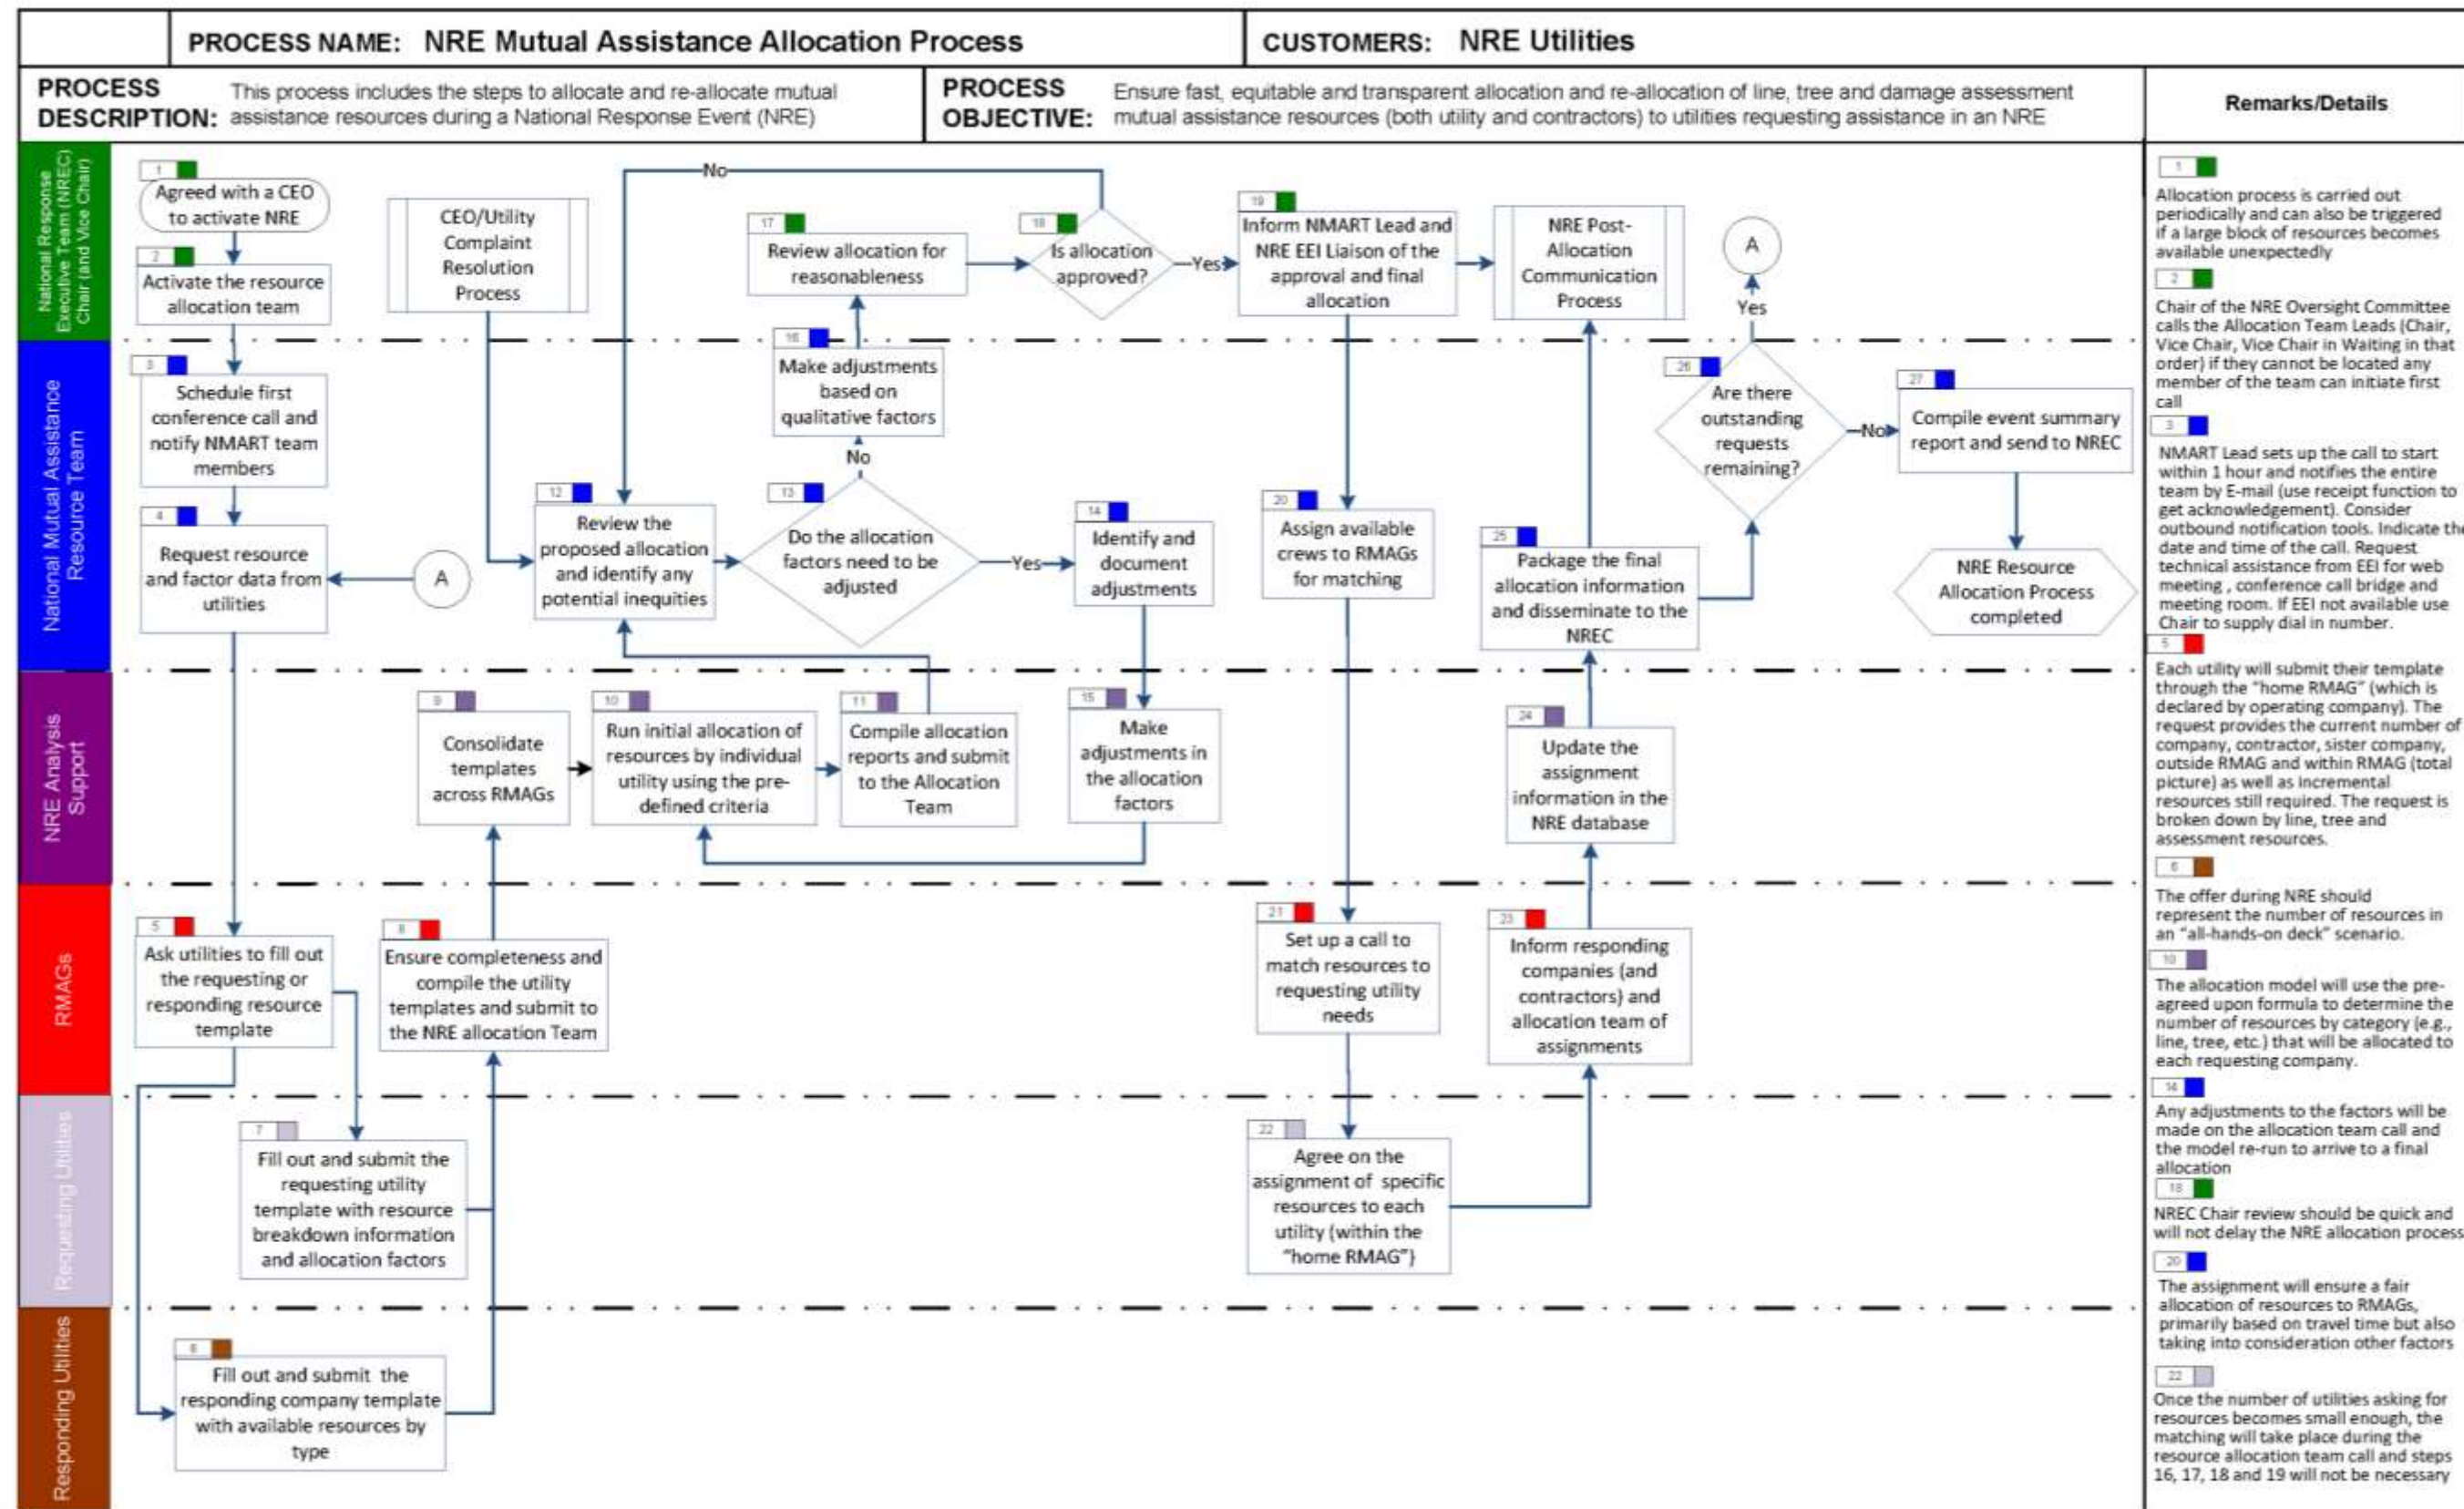 PROCESS NAME: NRE Mutual Assistance Allocation Process
CUSTOMERS: NRE Utilities
PROCESS
DESCRIPTION:
This process includes the steps to allocate and re-allocate mutual
assistance resources during a National Response Event (NRE)
PROCESS
OBJECTIVE:
Ensure fast, equitable and transparent allocation and re-allocation of line, tree and damage assessment
mutual assistance resources (both utility and contractors) to utilities requesting assistance in an NRE
Remarks/Details
National Response
Executive Team (NREC)
Chair (and Vice Chair)
1
Agreed with a CEO
to activate NRE
2
Activate the resource
allocation team
CEO/Utility
Complaint
Resolution
Process
No
17
Review allocation for
reasonableness
18
Is allocation
approved?
Yes
19
Inform NMART Lead and
NRE EEI Liaison of the
approval and final
allocation
NRE Post-
Allocation
Communication
Process
A
Yes
National Mutual Assistance
Resource Team
3
Schedule first
conference call and
notify NMART team
members
4
Request resource
and factor data from
utilities
A
12
Review the
proposed allocation
and identify any
potential inequities
16
Make adjustments
based on
qualitative factors
No
13
Do the allocation
factors need to be
adjusted
Yes
14
Identify and
document
adjustments
20
Assign available
crews to RMAGs
for matching
25
Package the final
allocation information
and disseminate to the
NREC
26
Are there
outstanding
requests
remaining?
No
27
Compile event summary
report and send to NREC
NRE Resource
Allocation Process
completed
NRE Analysis
Support
9
Consolidate
templates
across RMAGs
10
Run initial allocation of
resources by individual
utility using the pre-
defined criteria
11
Compile allocation
reports and submit
to the Allocation
Team
15
Make
adjustments in
the allocation
factors
24
Update the
assignment
information in the
NRE database
RMAGs
5
Ask utilities to fill out
the requesting or
responding resource
template
8
Ensure completeness and
compile the utility
templates and submit to
the NRE allocation Team
21
Set up a call to
match resources to
requesting utility
needs
23
Inform responding
companies (and
contractors) and
allocation team of
assignments
Requesting Utilities
7
Fill out and submit the
requesting utility
template with resource
breakdown information
and allocation factors
22
Agree on the
assignment of specific
resources to each
utility (within the
"home RMAG")
Responding Utilities
6
Fill out and submit the
responding company template
with available resources by
type
1
Allocation process is carried out
periodically and can also be triggered
if a large block of resources becomes
available unexpectedly
2
Chair of the NRE Oversight Committee
calls the Allocation Team Leads (Chair,
Vice Chair, Vice Chair in Waiting in that
order) if they cannot be located any
member of the team can initiate first
call
3
NMART Lead sets up the call to start
within 1 hour and notifies the entire
team by E-mail (use receipt function to
get acknowledgement). Consider
outbound notification tools. Indicate the
date and time of the call. Request
technical assistance from EEI for web
meeting , conference call bridge and
meeting room. If EEI not available use
Chair to supply dial in number.
5
Each utility will submit their template
through the "home RMAG" (which is
declared by operating company). The
request provides the current number of
company, contractor, sister company,
outside RMAG and within RMAG (total
picture) as well as incremental
resources still required. The request is
broken down by line, tree and
assessment resources.
6
The offer during NRE should
represent the number of resources in
an "all-hands-on deck" scenario.
10
The allocation model will use the pre-
agreed upon formula to determine the
number of resources by category (e.g.,
line, tree, etc.) that will be allocated to
each requesting company.
14
Any adjustments to the factors will be
made on the allocation team call and
the model re-run to arrive to a final
allocation
18
NREC Chair review should be quick and
will not delay the NRE allocation process
20
The assignment will ensure a fair
allocation of resources to RMAGs,
primarily based on travel time but also
taking into consideration other factors
22
Once the number of utilities asking for
resources becomes small enough, the
matching will take place during the
resource allocation team call and steps
16, 17, 18 and 19 will not be necessary